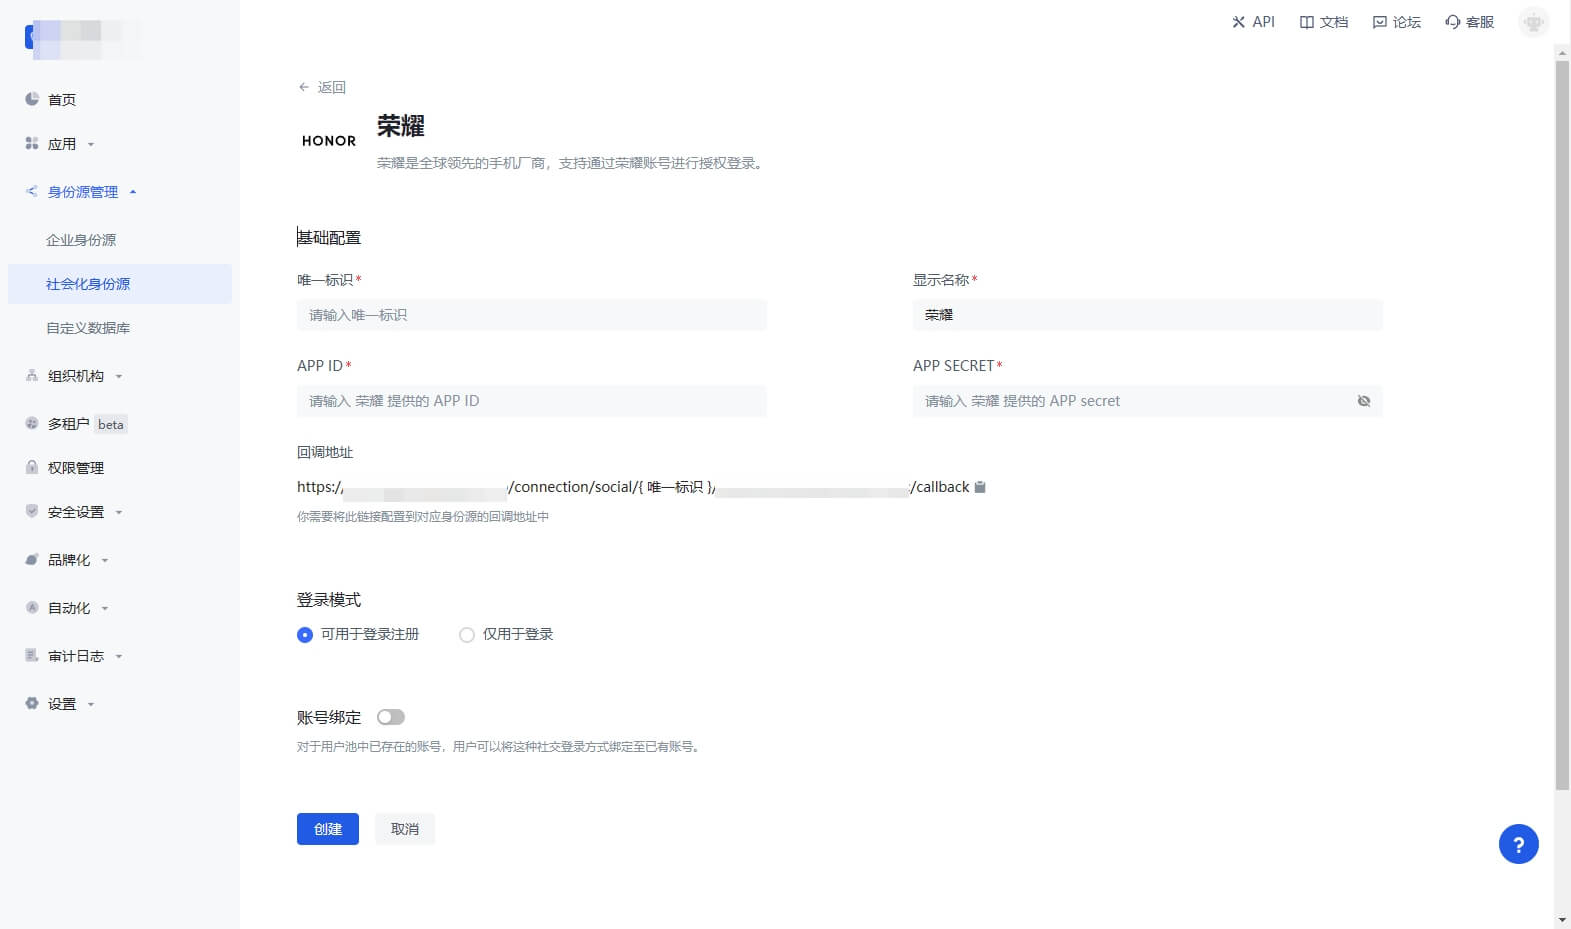 API 文档 论坛 客服
首页
应用
身份源管理
企业身份源
社会化身份源
自定义数据库
组织机构
多租户 beta
权限管理
安全设置
品牌化
自动化
审计日志
设置
返回
HONOR
荣耀
荣耀是全球领先的手机厂商，支持通过荣耀账号进行授权登录。
基础配置
唯一标识*
请输入唯一标识
显示名称*
荣耀
APP ID*
请输入 荣耀 提供的 APP ID
APP SECRET*
请输入 荣耀 提供的 APP secret
回调地址
https:/ /connection/social/{ 唯一标识 }/ /callback
你需要将此链接配置到对应身份源的回调地址中
登录模式
可用于登录注册 仅用于登录
账号绑定
对于用户池中已存在的账号，用户可以将这种社交登录方式绑定至已有账号。
创建 取消
?